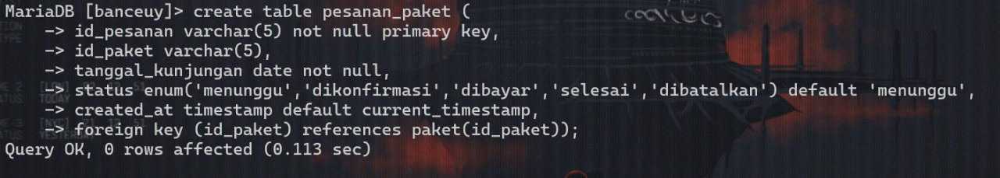 MariaDB [banceuy]> create table pesanan_paket (
    -> id_pesanan varchar(5) not null primary key,
    -> id_paket varchar(5),
    -> tanggal_kunjungan date not null,
    -> status enum('menunggu','dikonfirmasi','dibayar','selesai','dibatalkan') default 'menunggu',
    -> created_at timestamp default current_timestamp,
    -> foreign key (id_paket) references paket(id_paket));
Query OK, 0 rows affected (0.113 sec)